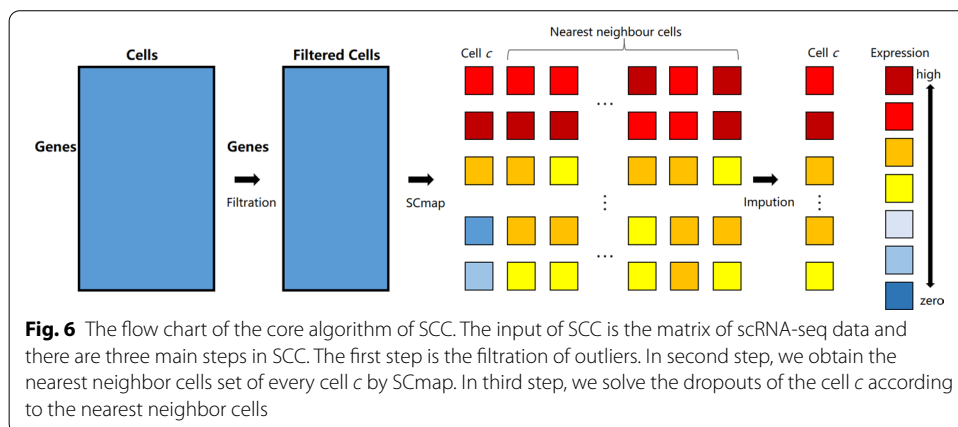 Nearest neighbour cells
Cells
Filtered Cells
Cell c
Cell c
Expression
high
...
Genes
Genes
Filtration
SCmap
⋮
Impution
⋮
...
zero
Fig. 6 The flow chart of the core algorithm of SCC. The input of SCC is the matrix of scRNA-seq data and
there are three main steps in SCC. The first step is the filtration of outliers. In second step, we obtain the
nearest neighbor cells set of every cell c by SCmap. In third step, we solve the dropouts of the cell c according
to the nearest neighbor cells